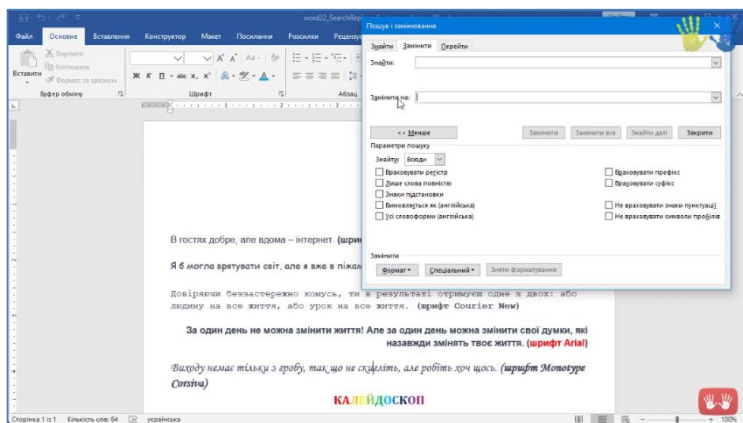 word22_SearchRep
Файл Основне Вставлення Конструктор Макет Посилання Розсилки Рецензу
Вставити
Вирізати
Копіювати
Формат за зразком
Ж К П abc x, x²
Буфер обміну Шрифт Абзац
Пошук і замінювання
Знайти Замінити Перейти
Знайти:
Замінити на:
<< Менше Замінити Замінити все Знайти далі Закрити
Параметри пошуку
Знайти: Всюди
Враховувати регістр
Лише слова повністю
Знаки підстановки
Вимовляється як (англійська)
Усі словоформи (англійська)
Враховувати префікс
Враховувати суфікс
Не враховувати знаки пунктуації
Не враховувати символи пробілів
Замінити
Формат Спеціальний Зняти форматування
В гостях добре, але вдома – інтернет. (шри
Я б могла врятувати світ, але я вже в піжам
Довіряючи беззастережно комусь, ти в результаті отримуєш одне з двох: або
людину на все життя, або урок на все життя. (шрифт Courier New)
За один день не можна змінити життя! Але за один день можна змінити свої думки, які
назавжди змінять твоє життя. (шрифт Arial)
Виходу немає тільки з гробу, так що не скигліть, але робіть хоч щось. (шрифт Monotype
Corsiva)
КАЛЕЙДОСКОП
Сторінка 1 із 1 Кількість слів: 84 українська 100%